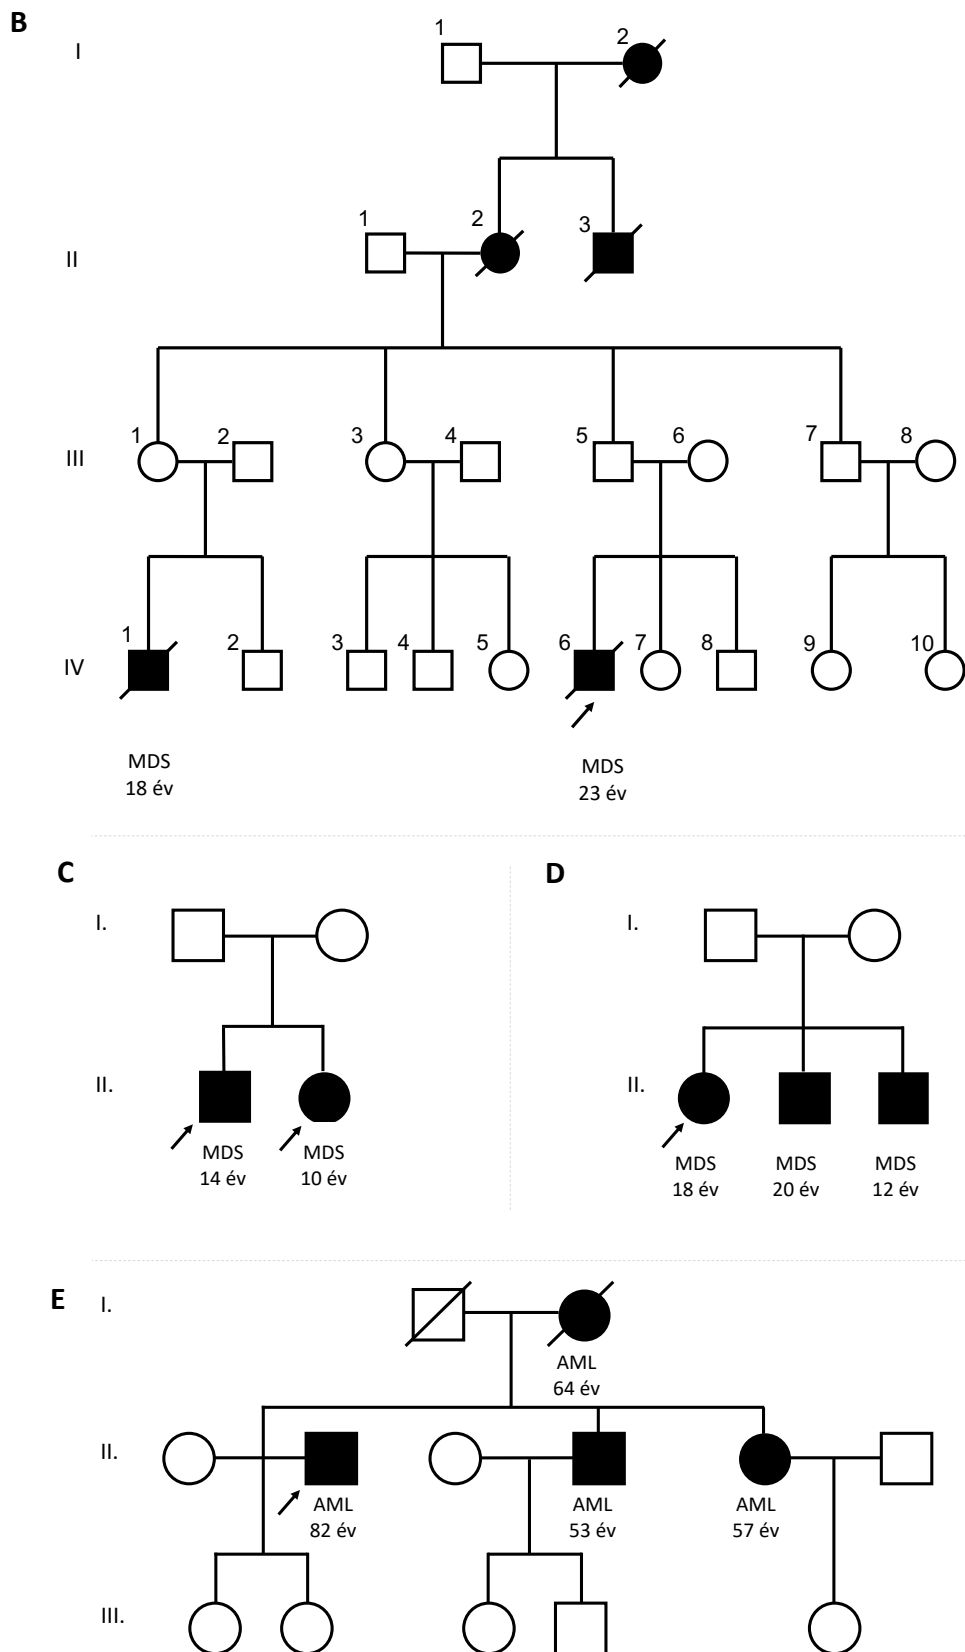 B
I
1
2
II
1
2
3
III
1
2
3
4
5
6
7
8
IV
1
2
3
4
5
6
7
8
9
10
MDS
18 év
MDS
23 év
C
I.
II.
MDS
14 év
MDS
10 év
D
I.
II.
MDS
18 év
MDS
20 év
MDS
12 év
E
I.
AML
64 év
II.
AML
82 év
AML
53 év
AML
57 év
III.